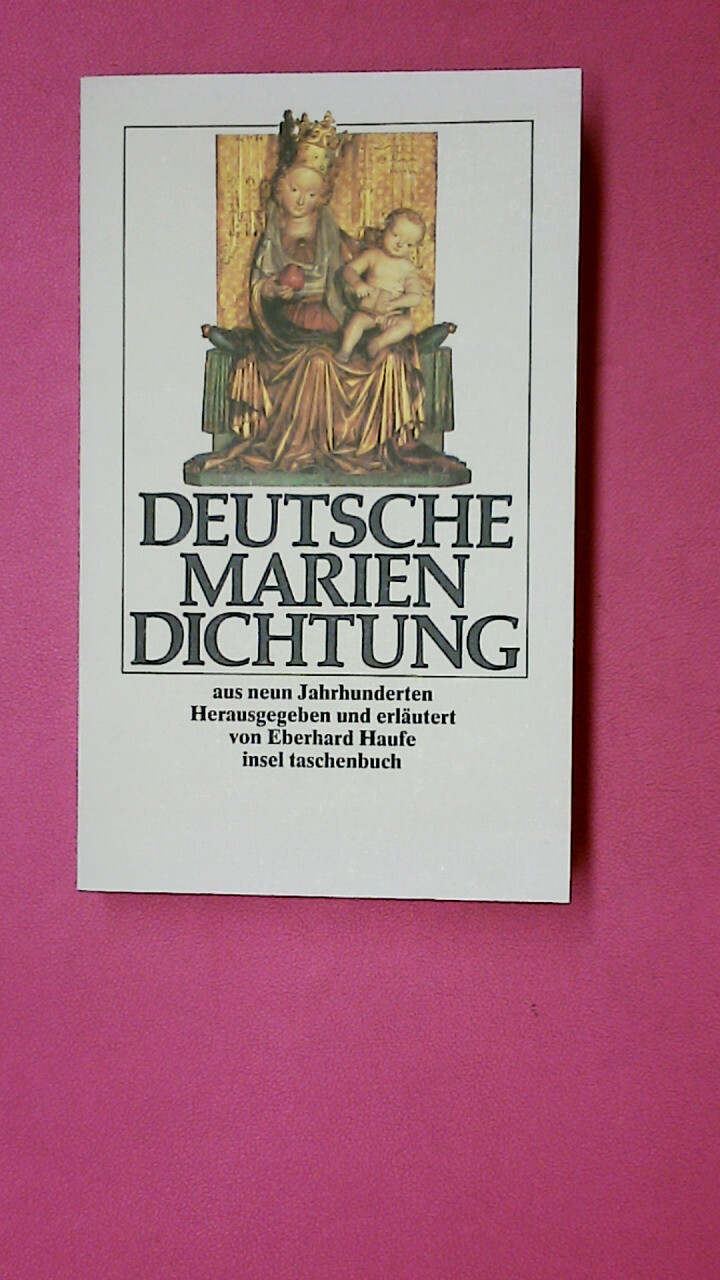 DEUTSCHE
MARIEN
DICHTUNG
aus neun Jahrhunderten
Herausgegeben und erläutert
von Eberhard Haufe
insel taschenbuch